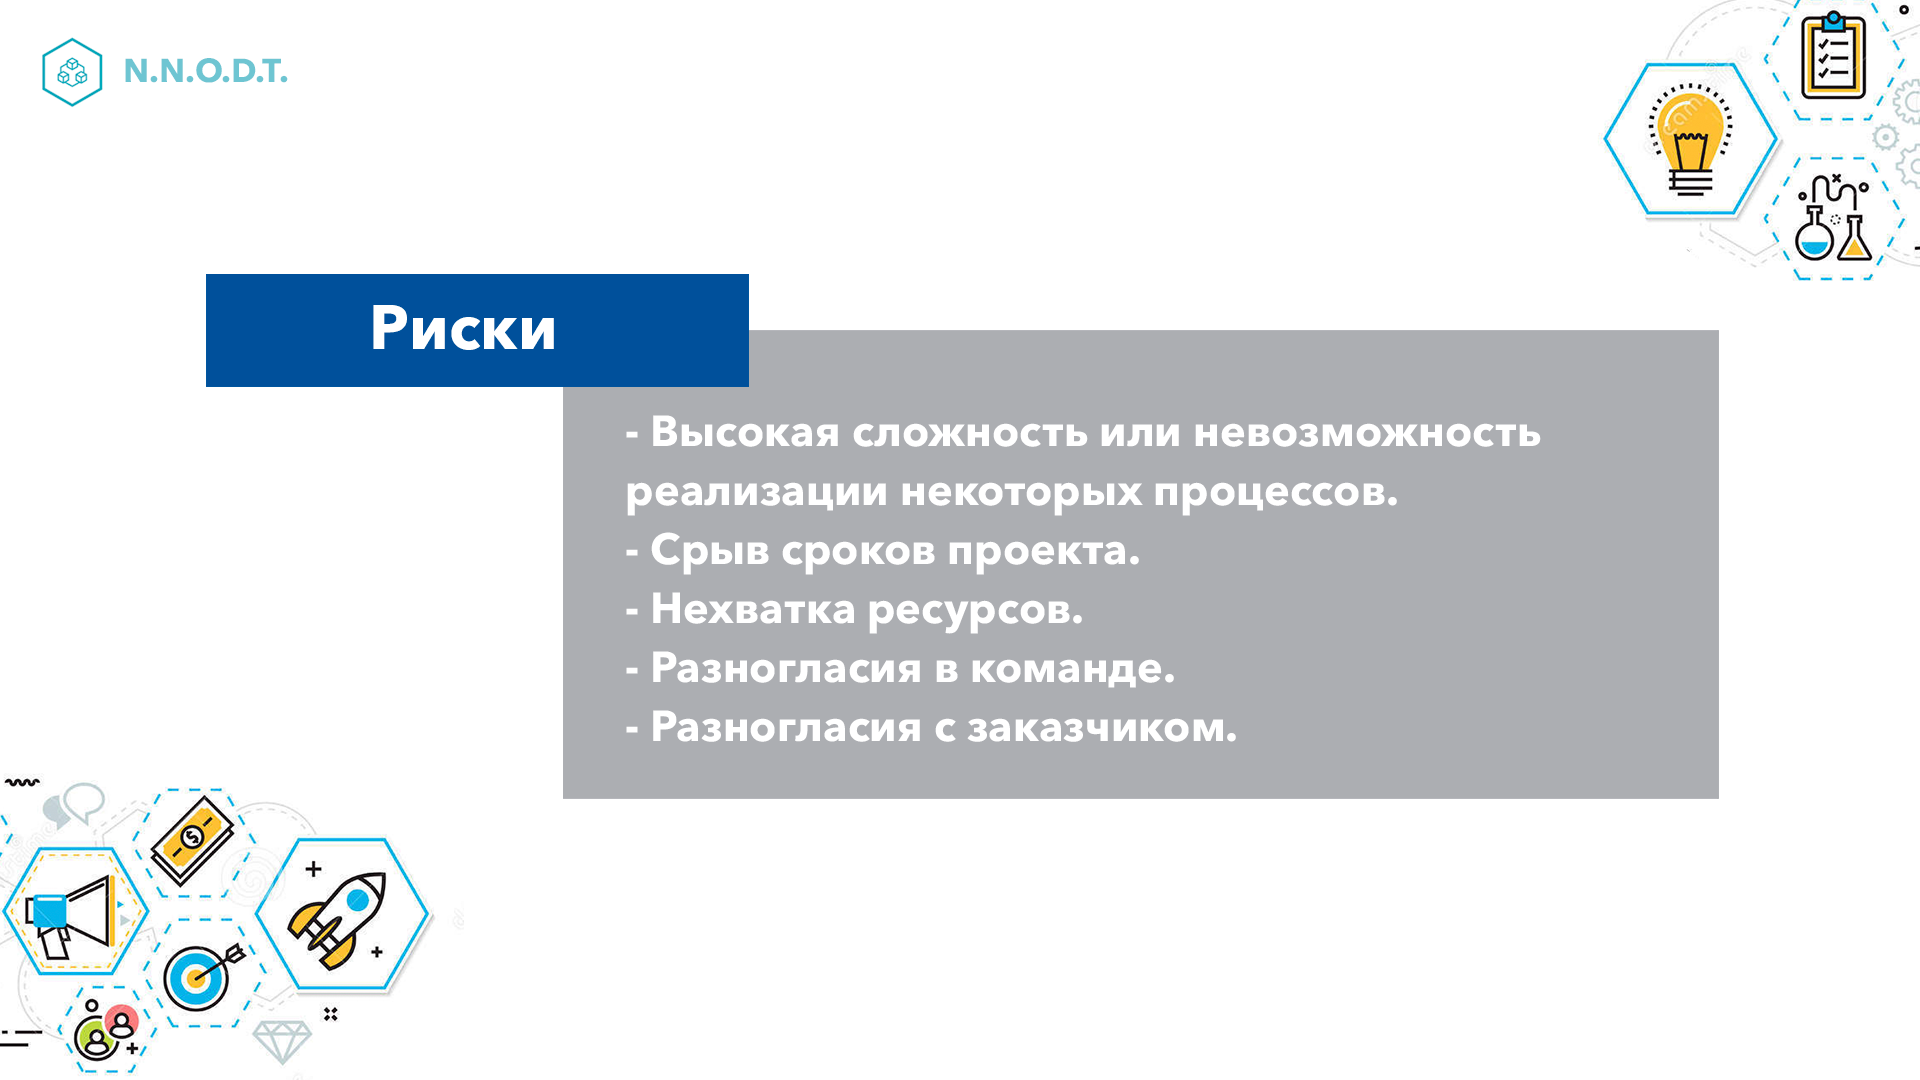 N.N.O.D.T.
Риски
- Высокая сложность или невозможность
реализации некоторых процессов.
- Срыв сроков проекта.
- Нехватка ресурсов.
- Разногласия в команде.
- Разногласия с заказчиком.